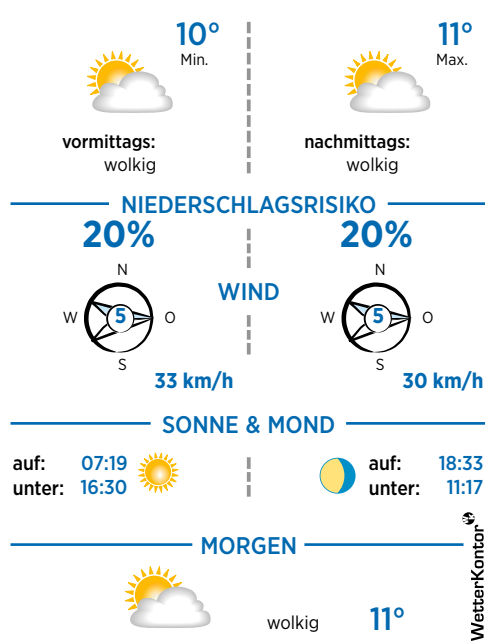 10°
Min.
11°
Max.
vormittags:
wolkig
nachmittags:
wolkig
NIEDERSCHLAGSRISIKO
20%
20%
WIND
N
W
5
O
S
33 km/h
N
W
5
O
S
30 km/h
SONNE & MOND
auf: 07:19
unter: 16:30
auf: 18:33
unter: 11:17
MORGEN
wolkig 11°
WetterKontor